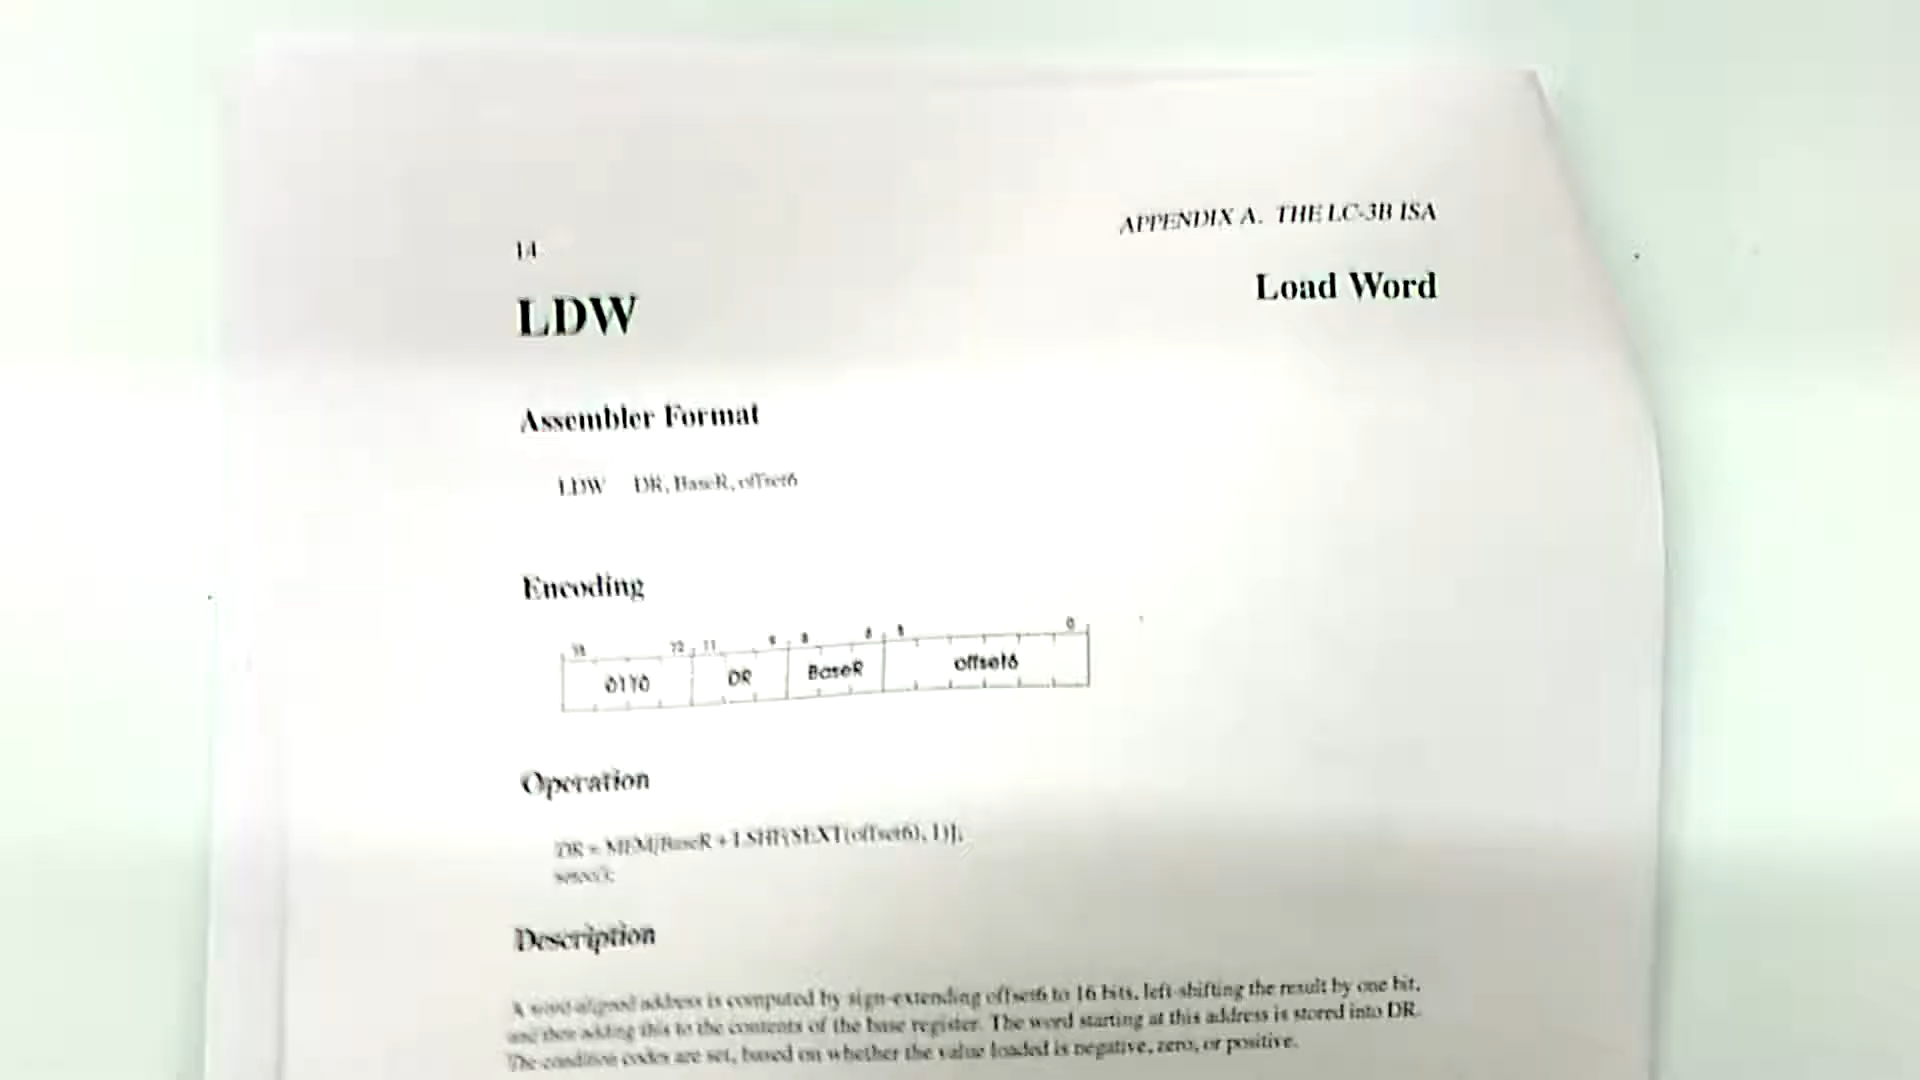 APPENDIX A. THE LC-3B ISA
14
LDW
Load Word
Assembler Format
LDW DR, BaseR, offset6
Encoding
15 12 11 9 8 6 5 0
0110 DR BaseR offset6
Operation
DR = MEM[BaseR + LSHF(SEXT(offset6), 1)];
setcc();
Description
A word-aligned address is computed by sign-extending offset6 to 16 bits, left-shifting the result by one bit,
and then adding this to the contents of the base register. The word starting at this address is stored into DR.
The condition codes are set, based on whether the value loaded is negative, zero, or positive.